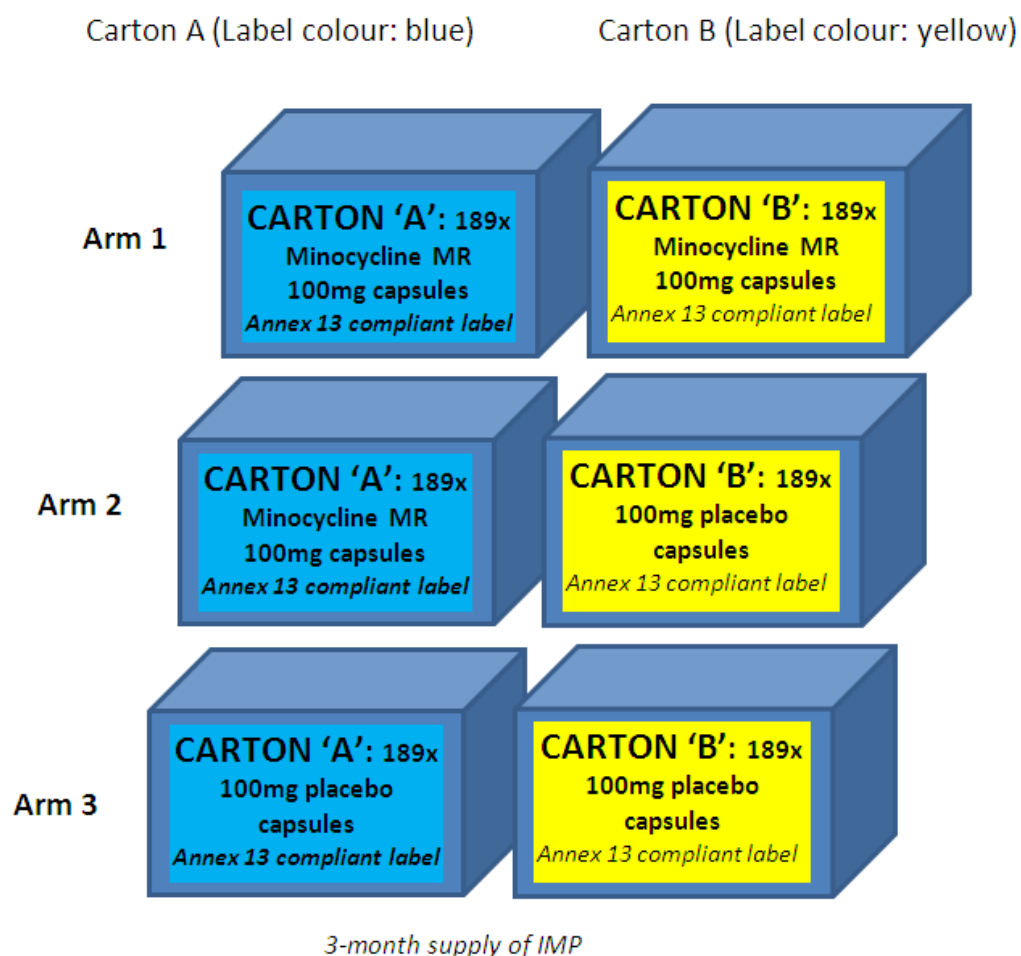 Carton A (Label colour: blue)
Carton B (Label colour: yellow)
Arm 1
CARTON ‘A’: 189x
Minocycline MR
100mg capsules
Annex 13 compliant label
CARTON ‘B’: 189x
Minocycline MR
100mg capsules
Annex 13 compliant label
Arm 2
CARTON ‘A’: 189x
Minocycline MR
100mg capsules
Annex 13 compliant label
CARTON ‘B’: 189x
100mg placebo
capsules
Annex 13 compliant label
Arm 3
CARTON ‘A’: 189x
100mg placebo
capsules
Annex 13 compliant label
CARTON ‘B’: 189x
100mg placebo
capsules
Annex 13 compliant label
3-month supply of IMP